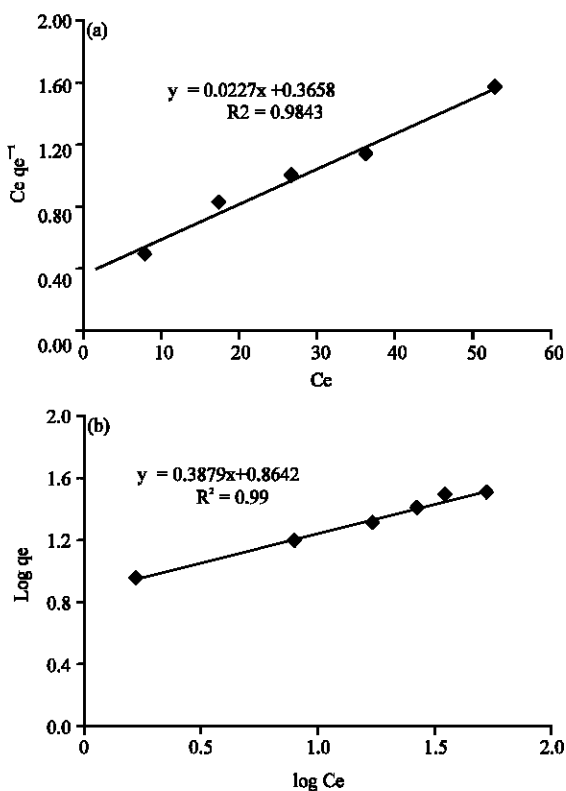 (a)
2.00
1.60
1.20
0.80
0.40
0.00
Ce qe⁻¹
y = 0.0227x +0.3658
R2 = 0.9843
0 10 20 30 40 50 60
Ce
(b)
2.0
1.6
1.2
0.8
0.4
0.0
Log qe
y = 0.3879x+0.8642
R² = 0.99
0 0.5 1.0 1.5 2.0
log Ce